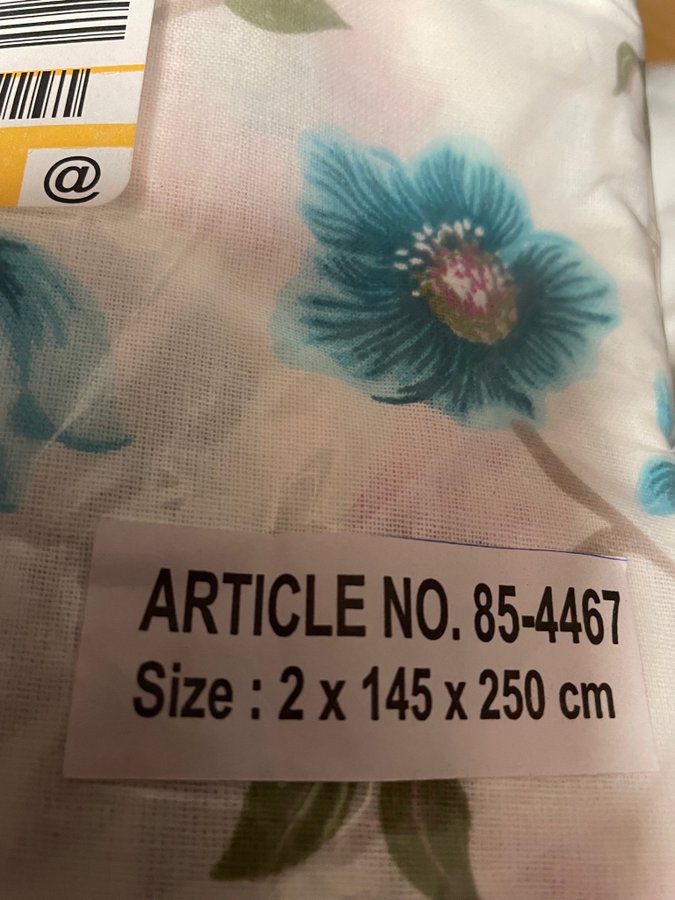 @
ARTICLE NO. 85-4467
Size : 2 x 145 x 250 cm